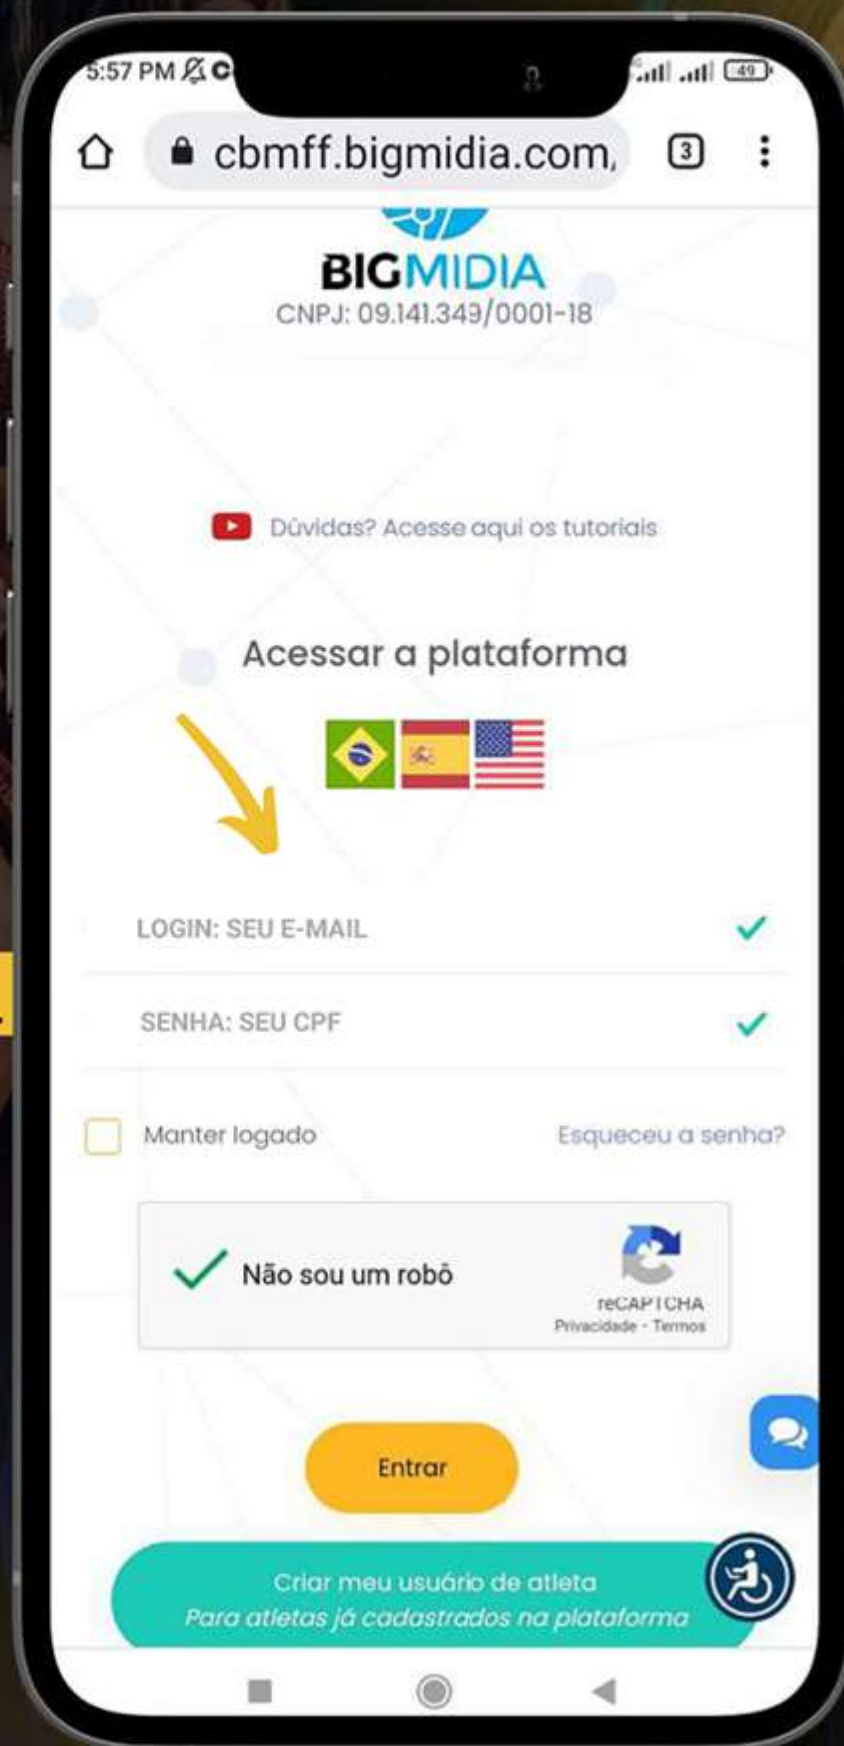 5:57 PM
49
cbmff.bigmidia.com,
3
BIGMIDIA
CNPJ: 09.141.349/0001-18
Dúvidas? Acesse aqui os tutoriais
Acessar a plataforma
LOGIN: SEU E-MAIL
SENHA: SEU CPF
Manter logado
Esqueceu a senha?
Não sou um robô
reCAPTCHA
Privacidade - Termos
Entrar
Criar meu usuário de atleta
Para atletas já cadastrados na plataforma